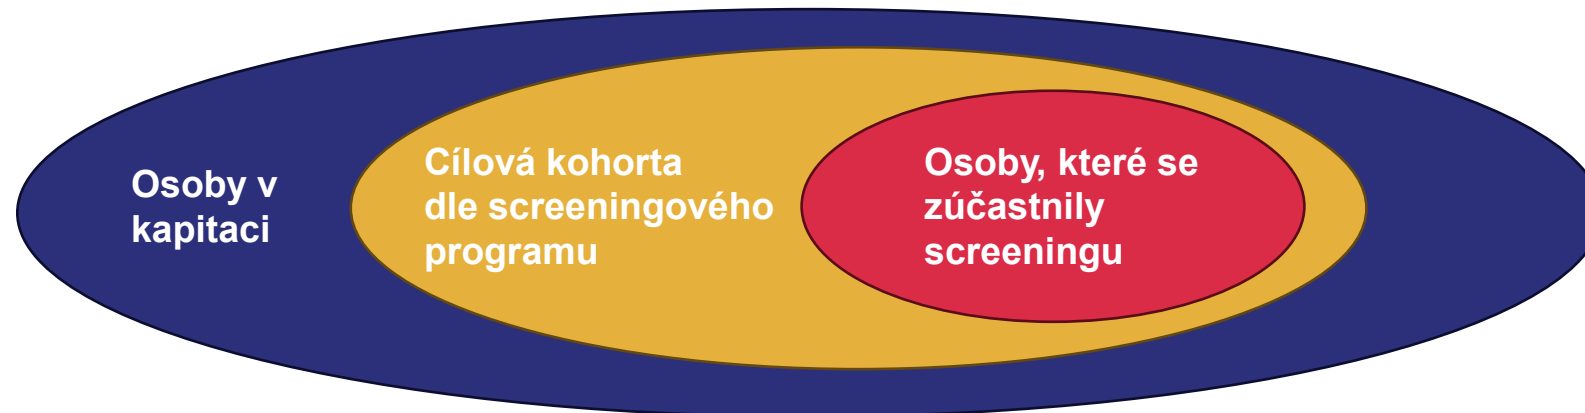 Osoby v
kapitaci
Cílová kohorta
dle screeningového
programu
Osoby, které se
zúčastnily
screeningu